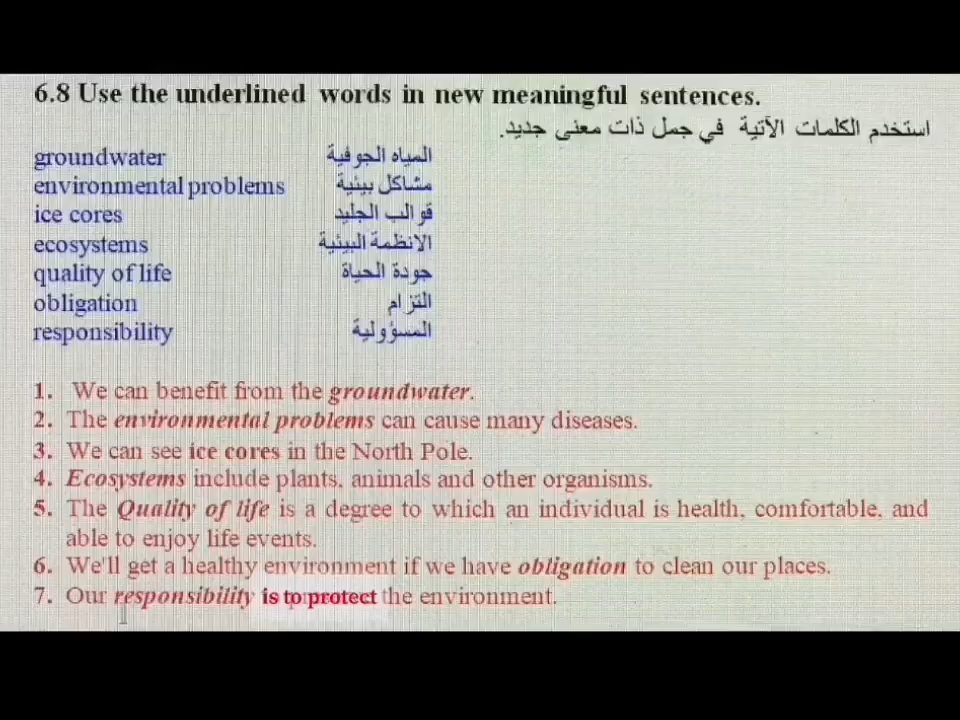 6.8 Use the underlined words in new meaningful sentences.
استخدم الكلمات الآتية في جمل ذات معنى جديد.
groundwater المياه الجوفية
environmental problems مشاكل بيئية
ice cores قوالب الجليد
ecosystems الانظمة البيئية
quality of life جودة الحياة
obligation التزام
responsibility المسؤولية
1. We can benefit from the groundwater.
2. The environmental problems can cause many diseases.
3. We can see ice cores in the North Pole.
4. Ecosystems include plants, animals and other organisms.
5. The Quality of life is a degree to which an individual is health, comfortable, and
able to enjoy life events.
6. We'll get a healthy environment if we have obligation to clean our places.
7. Our responsibility is to protect the environment.